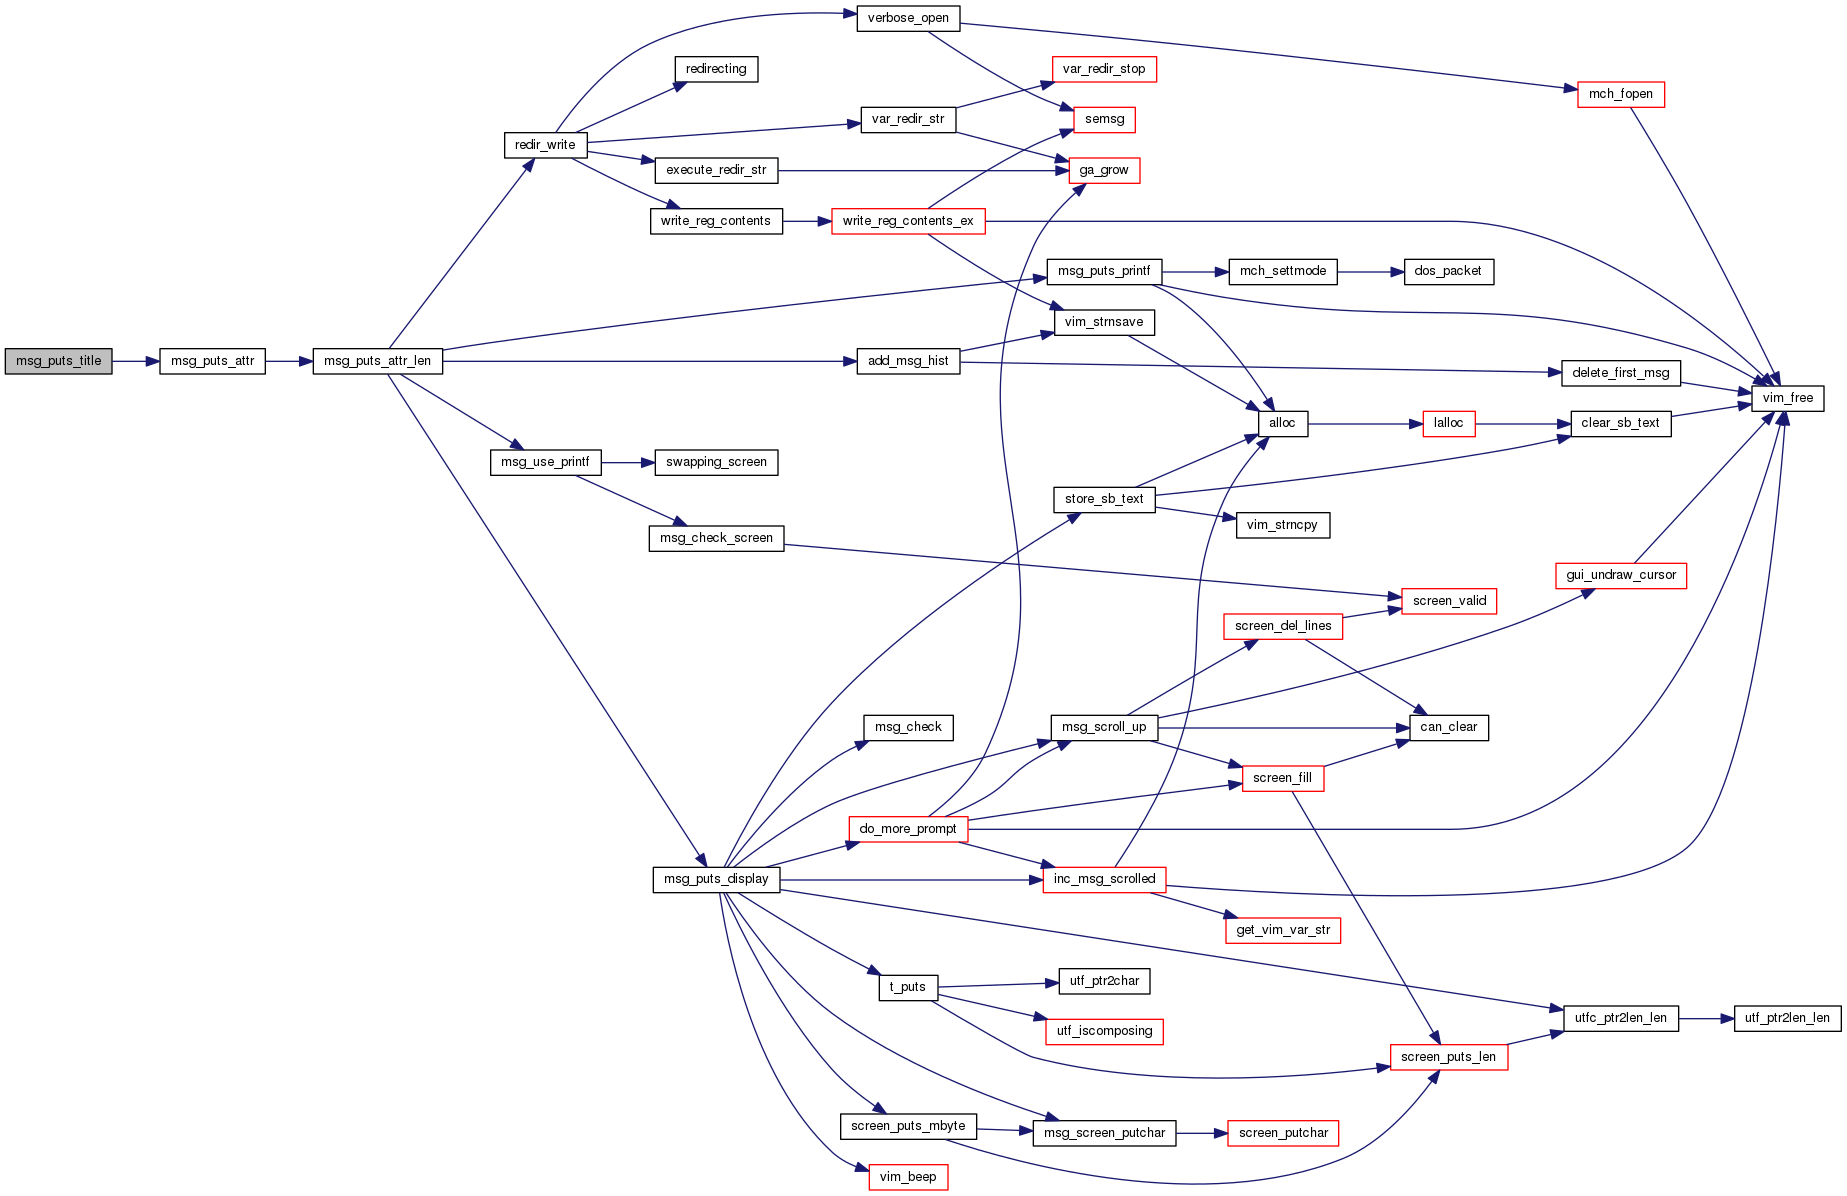 verbose_open
redirecting
var_redir_stop
mch_fopen
semsg
var_redir_str
redir_write
execute_redir_str
ga_grow
write_reg_contents
write_reg_contents_ex
msg_puts_printf
mch_settmode
dos_packet
vim_strnsave
msg_puts_title
msg_puts_attr
msg_puts_attr_len
add_msg_hist
delete_first_msg
vim_free
alloc
lalloc
clear_sb_text
msg_use_printf
swapping_screen
store_sb_text
vim_strncpy
msg_check_screen
gui_undraw_cursor
screen_valid
screen_del_lines
msg_check
msg_scroll_up
can_clear
screen_fill
do_more_prompt
msg_puts_display
inc_msg_scrolled
get_vim_var_str
t_puts
utf_ptr2char
utf_iscomposing
utfc_ptr2len_len
utf_ptr2len_len
screen_puts_len
screen_puts_mbyte
msg_screen_putchar
screen_putchar
vim_beep